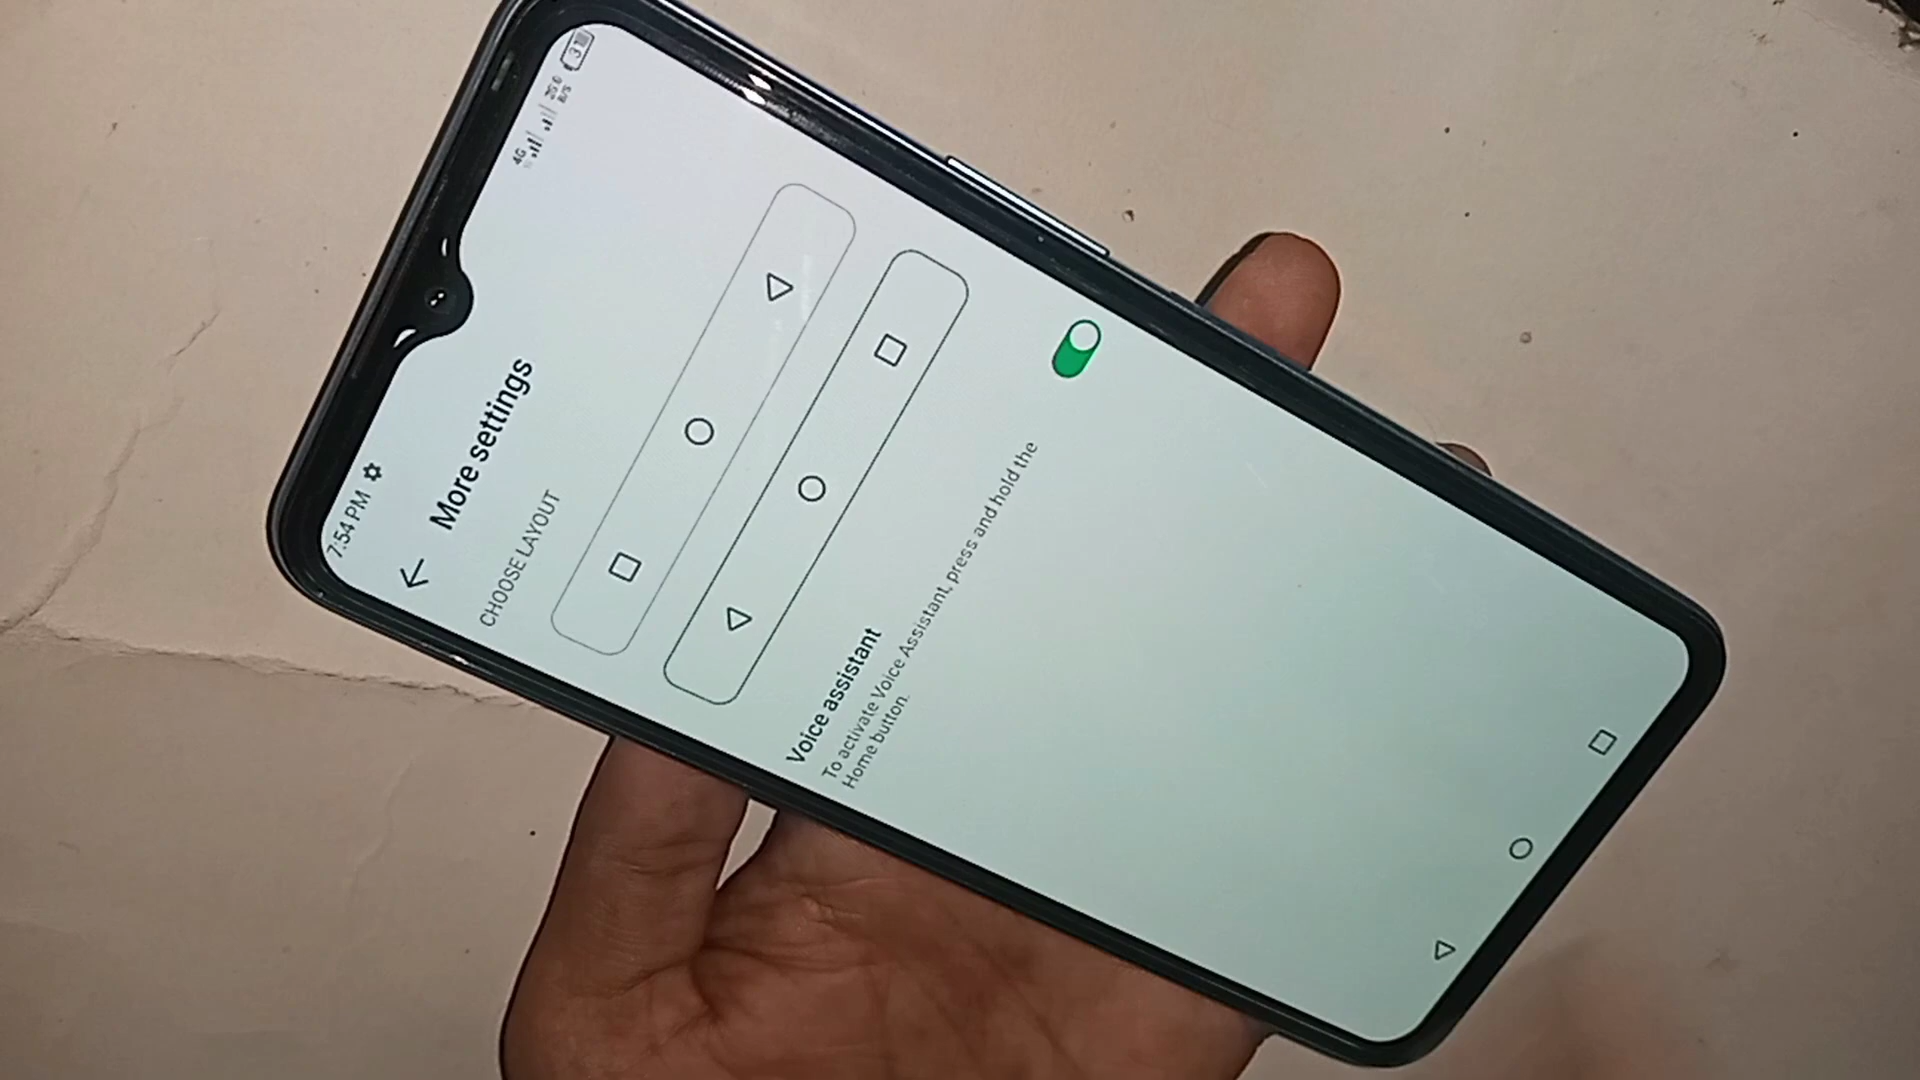 7:54 PM
4G
More settings
CHOOSE LAYOUT
Voice assistant
To activate Voice Assistant, press and hold the
Home button.